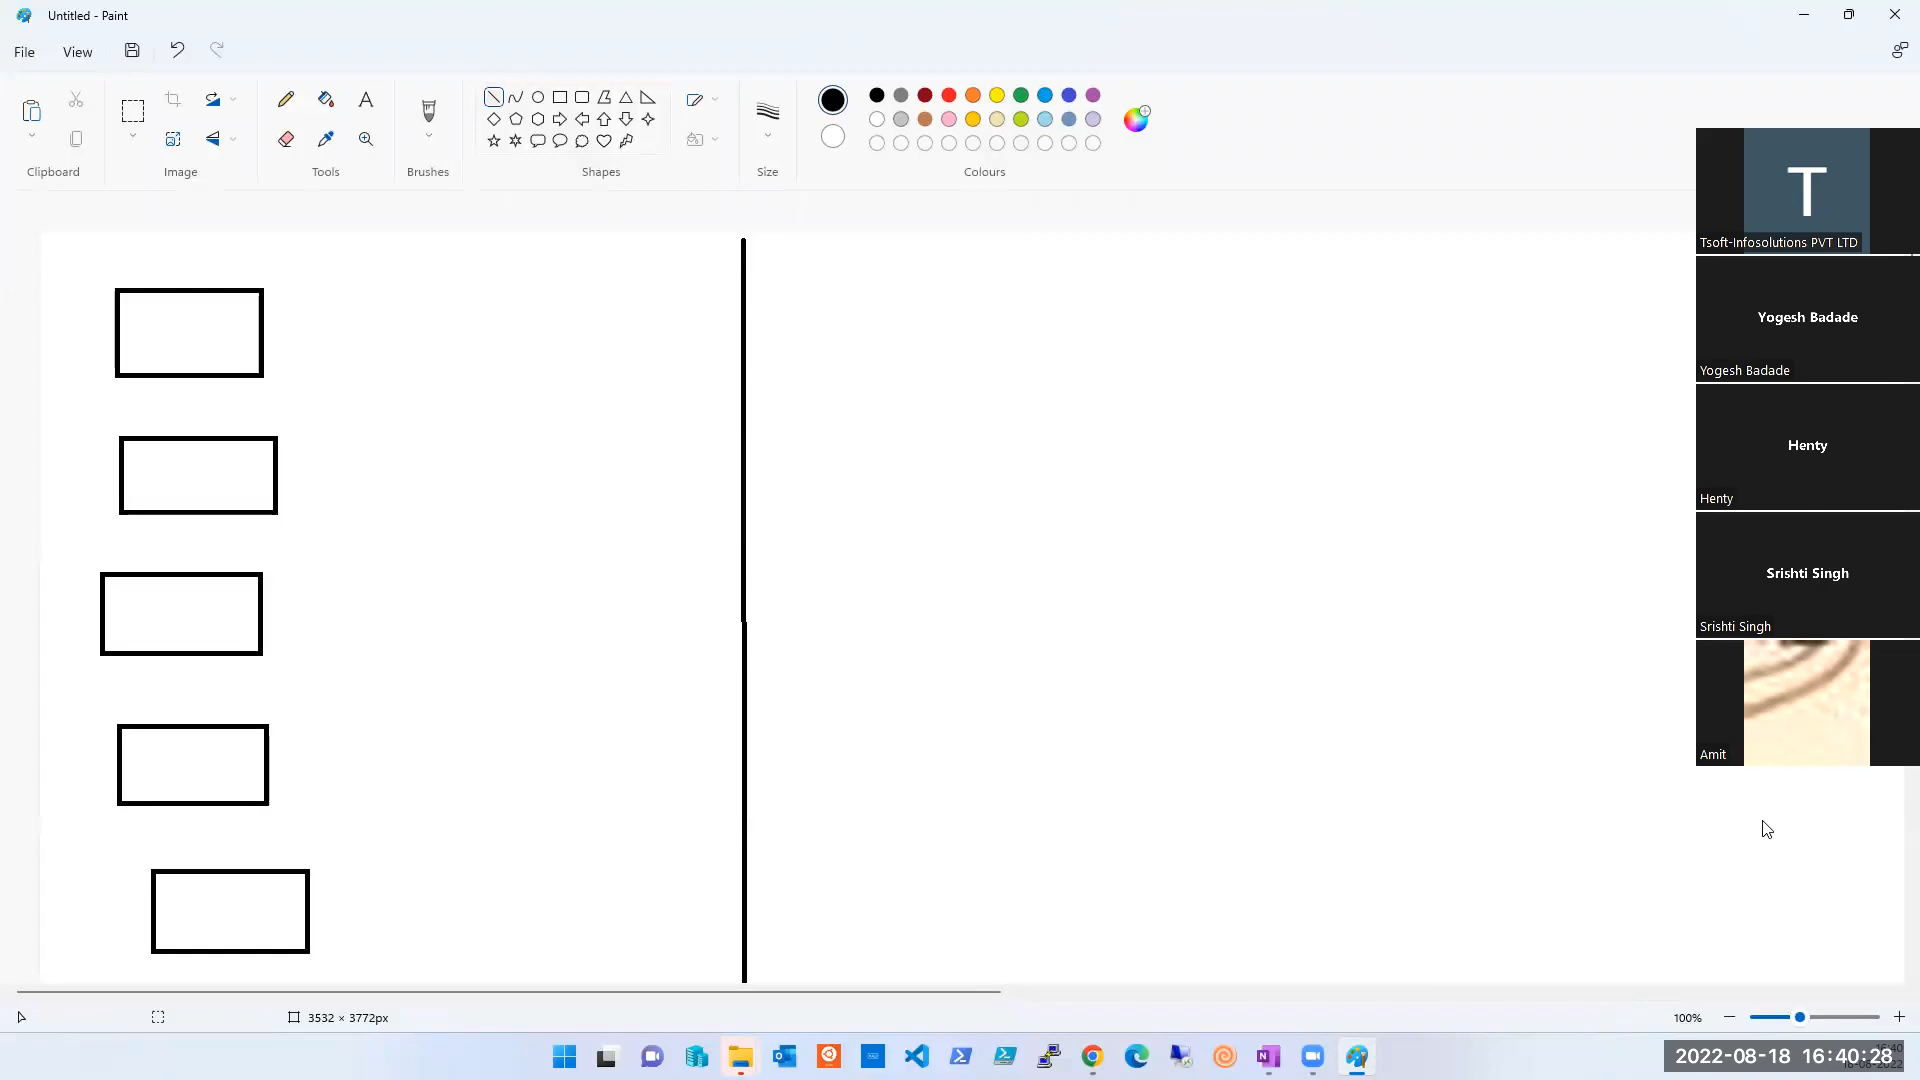 Untitled - Paint
File
View
Clipboard
Image
Tools
Brushes
Shapes
Size
Colours
T
Tsoft-Infosolutions PVT LTD
Yogesh Badade
Yogesh Badade
Henty
Henty
Srishti Singh
Srishti Singh
Amit
3532 × 3772px
100%
2022-08-18 16:40:28